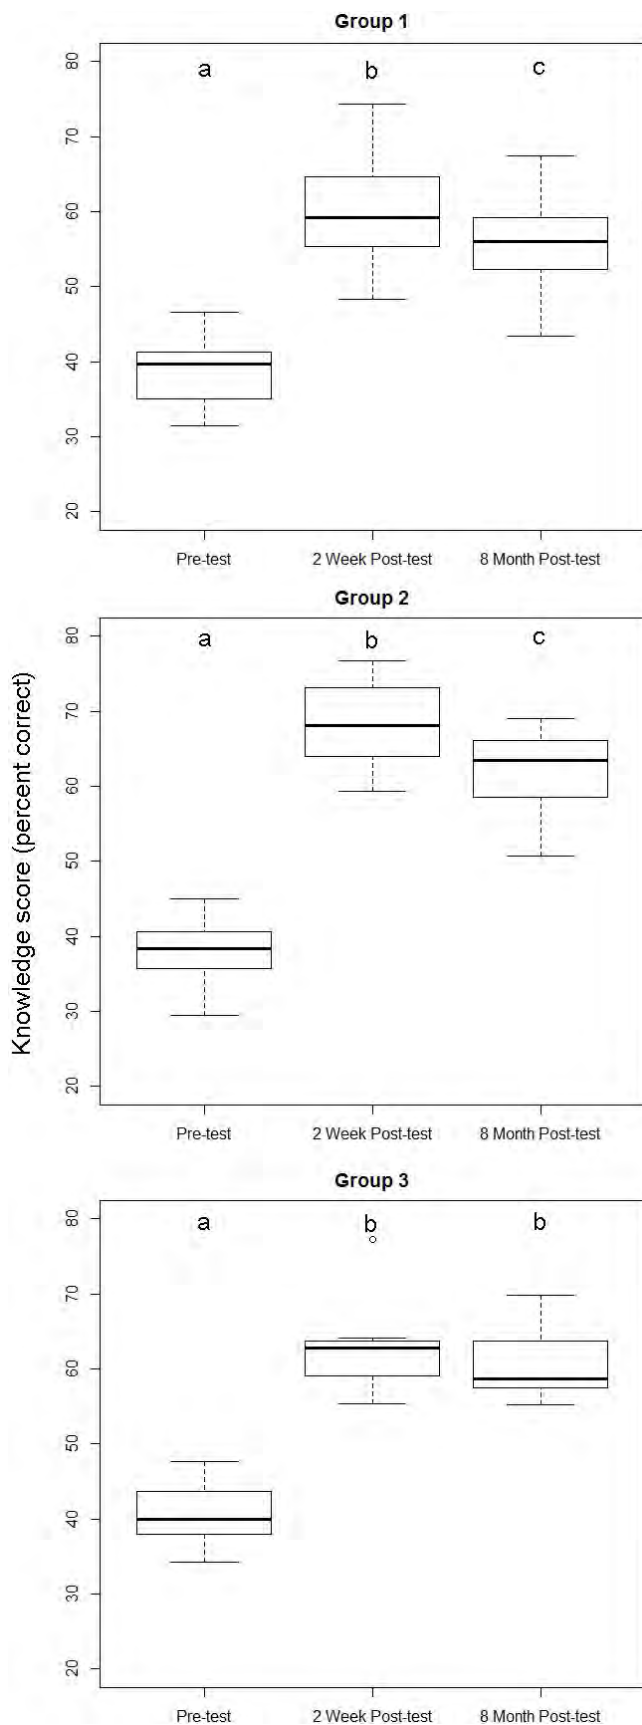 Group 1
80
a
b
c
70
60
50
40
30
20
Pre-test
2 Week Post-test
8 Month Post-test
Knowledge score (percent correct)
Group 2
80
a
b
c
70
60
50
40
30
20
Pre-test
2 Week Post-test
8 Month Post-test
Group 3
80
a
b
b
70
60
50
40
30
20
Pre-test
2 Week Post-test
8 Month Post-test